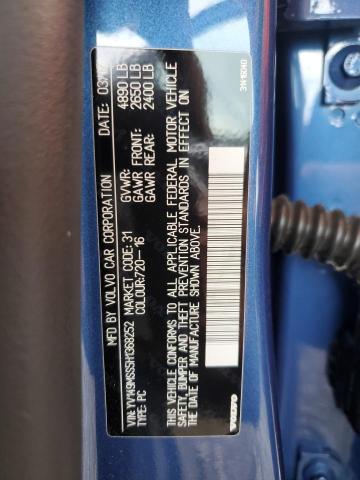 MFD BY VOLVO CAR CORPORATION DATE: 03/
GVWR: 4890 LB
GAWR FRONT: 2650 LB
GAWR REAR: 2400 LB
VIN: MARKET CODE: 31
TYPE: PC COLOUR:720-16
THIS VEHICLE CONFORMS TO ALL APPLICABLE FEDERAL MOTOR VEHICLE
SAFETY, BUMPER AND THEFT PREVENTION STANDARDS IN EFFECT
ON THE DATE OF MANUFACTURE SHOWN ABOVE.
VOLVO